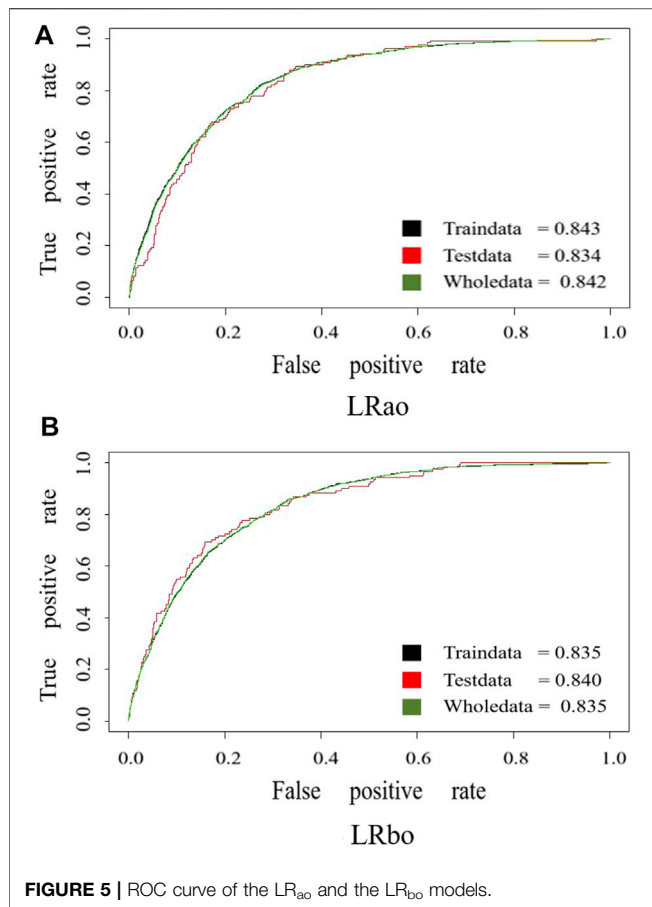 A
1.0
0.8
0.6
0.4
0.2
0.0
True positive rate
Traindata = 0.843
Testdata = 0.834
Wholedata = 0.842
0.0 0.2 0.4 0.6 0.8 1.0
False positive rate
LRao
B
1.0
0.8
0.6
0.4
0.2
0.0
True positive rate
Traindata = 0.835
Testdata = 0.840
Wholedata = 0.835
0.0 0.2 0.4 0.6 0.8 1.0
False positive rate
LRbo
FIGURE 5 | ROC curve of the LRao and the LRbo models.